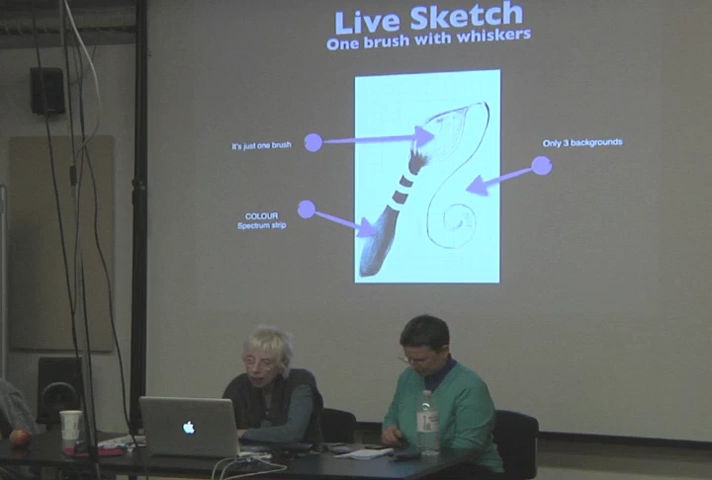 Live Sketch
One brush with whiskers
It's just one brush
Only 3 backgrounds
COLOUR
Spectrum strip